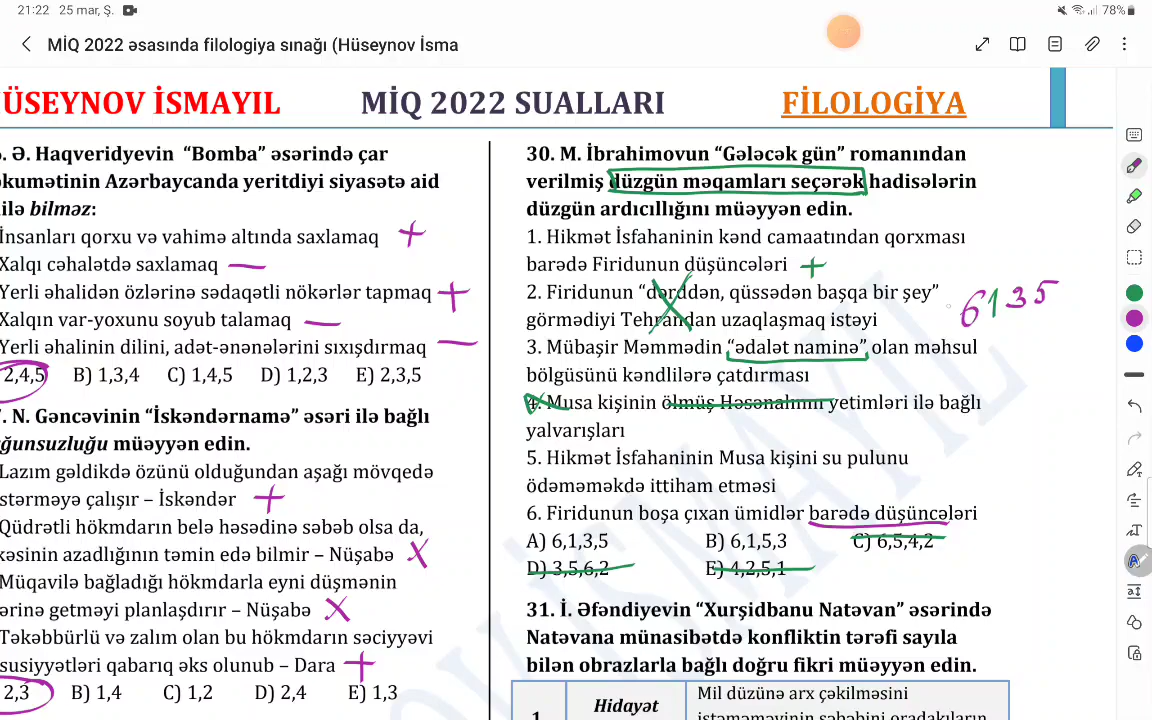 21:22 25 mar, Ş. 78%
MİQ 2022 əsasında filologiya sınağı (Hüseynov İsma
ÜSEYNOV İSMAYIL MİQ 2022 SUALLARI FİLOLOGİYA
. Ə. Haqverdiyevin “Bomba” əsərində çar
kumətinin Azərbaycanda yeritdiyi siyasətə aid
ilə bilməz:
İnsanları qorxu və vahimə altında saxlamaq +
Xalqı cəhalətdə saxlamaq —
Yerli əhalidən özlərinə sədaqətli nökərlər tapmaq +
Xalqın var-yoxunu soyub talamaq —
Yerli əhalinin dilini, adət-ənənələrini sıxışdırmaq —
2,4,5 B) 1,3,4 C) 1,4,5 D) 1,2,3 E) 2,3,5
. N. Gəncəvinin “İskəndərnamə” əsəri ilə bağlı
ğunsuzluğu müəyyən edin.
Lazım gəldikdə özünü olduğundan aşağı mövqedə
stərməyə çalışır – İskəndər +
Qüdrətli hökmdarın belə həsədinə səbəb olsa da,
kəsinin azadlığının təmin edə bilmir – Nüşabə X
Müqavilə bağladığı hökmdarla eyni düşmənin
ərinə getməyi planlaşdırır – Nüşabə X
Təkəbbürlü və zalım olan bu hökmdarın səciyyəvi
susiyyətləri qabarıq əks olunub – Dara +
2,3 B) 1,4 C) 1,2 D) 2,4 E) 1,3
30. M. İbrahimovun “Gələcək gün” romanından
verilmiş düzgün məqamları seçərək hadisələrin
düzgün ardıcıllığını müəyyən edin.
1. Hikmət İsfahaninin kənd camaatından qorxması
barədə Firidunun düşüncələri +
2. Firidunun “dərddən, qüssədən başqa bir şey”
görmədiyi Tehrandan uzaqlaşmaq istəyi
6135
3. Mübaşir Məmmədin “ədalət naminə” olan məhsul
bölgüsünü kəndlilərə çatdırması
4. Musa kişinin ölmüş Həsənəlinin yetimləri ilə bağlı
yalvarışları
5. Hikmət İsfahaninin Musa kişini su pulunu
ödəməməkdə ittiham etməsi
6. Firidunun boşa çıxan ümidlər barədə düşüncələri
A) 6,1,3,5 B) 6,1,5,3 C) 6,5,4,2
D) 3,5,6,2 E) 4,2,5,1
31. İ. Əfəndiyevin “Xurşidbanu Natəvan” əsərində
Natəvana münasibətdə konfliktin tərəfi sayıla
bilən obrazlarla bağlı doğru fikri müəyyən edin.
1 Hidayət Mil düzünə arx çəkilməsini
istəməməyinin səbəbini oradakıların